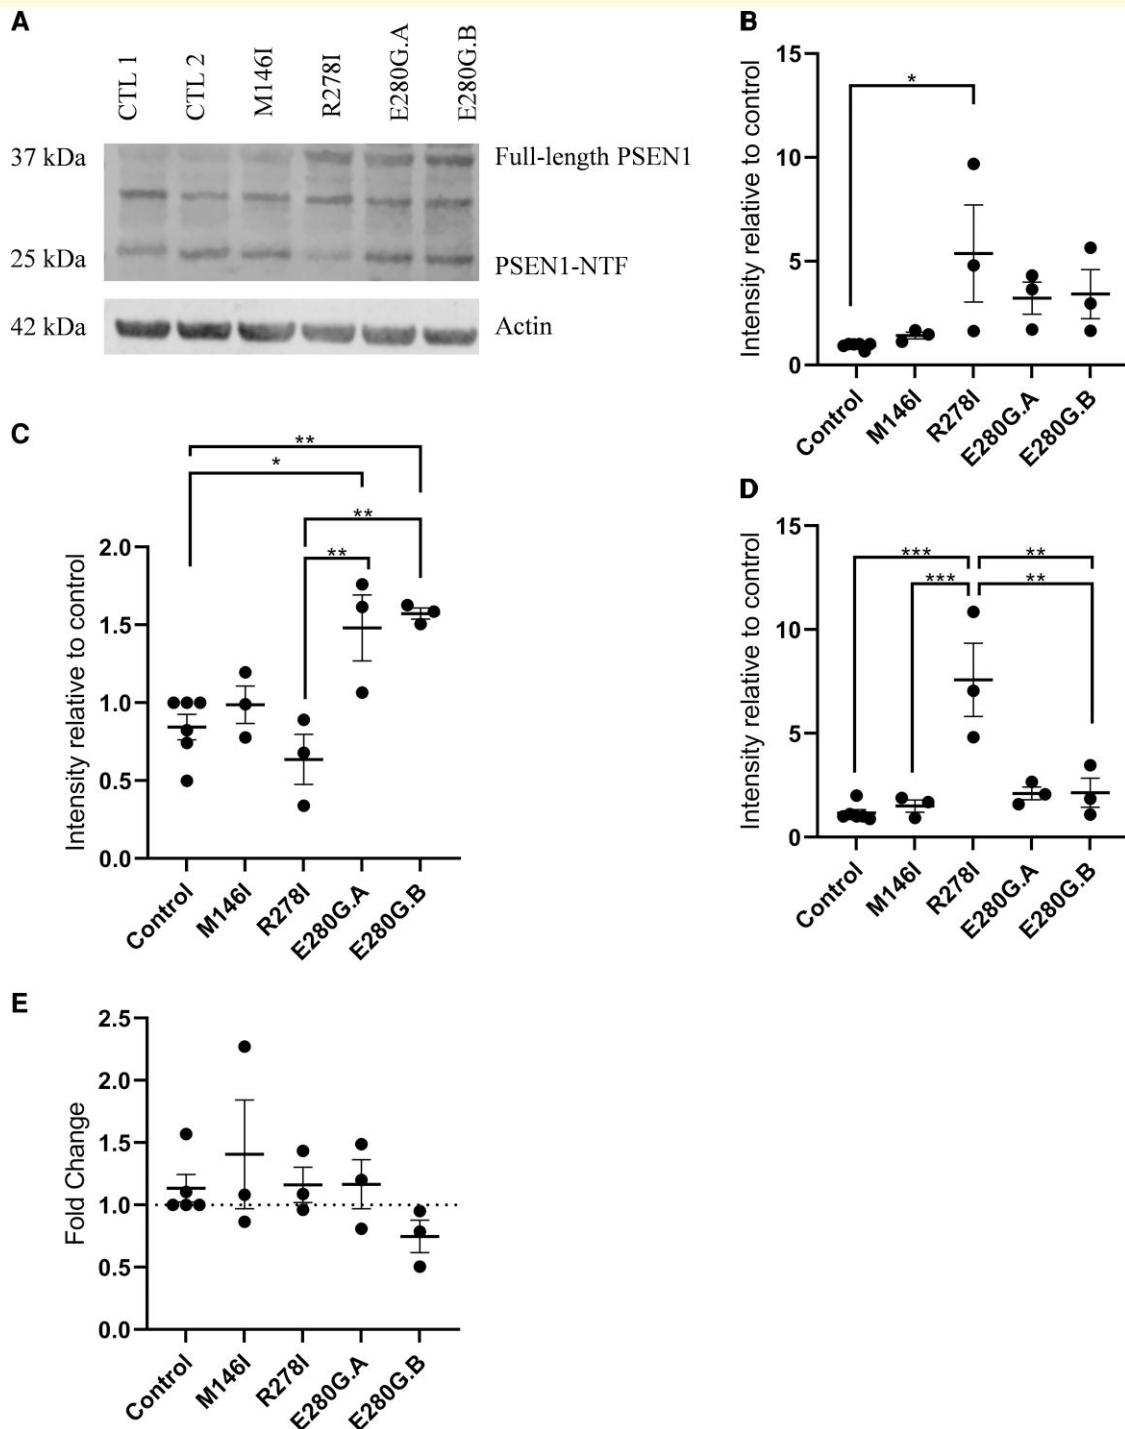 A
CTL 1
CTL 2
M146I
R278I
E280G.A
E280G.B
37 kDa
Full-length PSEN1
25 kDa
PSEN1-NTF
42 kDa
Actin
B
Intensity relative to control
15
10
5
0
*
Control
M146I
R278I
E280G.A
E280G.B
C
Intensity relative to control
2.0
1.5
1.0
0.5
0.0
**
*
**
**
Control
M146I
R278I
E280G.A
E280G.B
D
Intensity relative to control
15
10
5
0
***
**
***
**
Control
M146I
R278I
E280G.A
E280G.B
E
Fold Change
2.5
2.0
1.5
1.0
0.5
0.0
Control
M146I
R278I
E280G.A
E280G.B